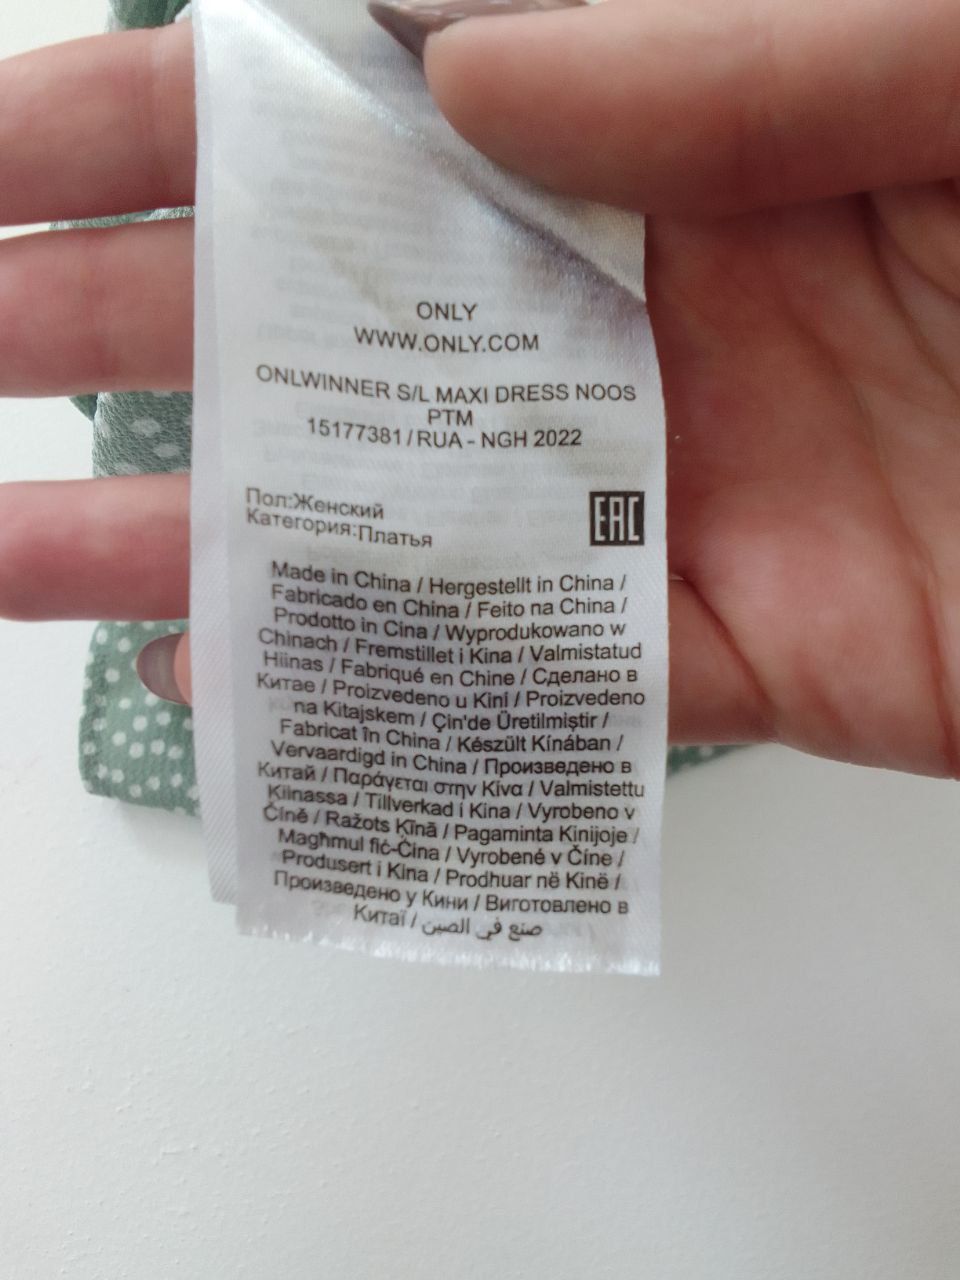 ONLY
WWW.ONLY.COM
ONLWINNER S/L MAXI DRESS NOOS
PTM
15177381/RUA - NGH 2022
Пол:Женский
Категория:Платья
EAC
Made in China / Hergestellt in China /
Fabricado en China / Feito na China /
Prodotto in Cina / Wyprodukowano w
Chinach / Fremstillet i Kina / Valmistatud
Hiinas / Fabriqué en Chine / Сделано в
Китае / Proizvedeno u Kini / Proizvedeno
na Kitajskem / Çin'de Üretilmiştir /
Fabricat în China / Készült Kínában /
Vervaardigd in China / Произведено в
Китай / Παράγεται στην Κίνα / Valmistettu
Kiinassa / Tillverkad i Kina / Vyrobeno v
Číně / Ražots Ķīnā / Pagaminta Kinijoje /
Magħmul fiċ-Ċina / Vyrobené v Číne /
Produsert i Kina / Prodhuar në Kinë /
Произведено у Кини / Виготовлено в
Китаї / صنع في الصين